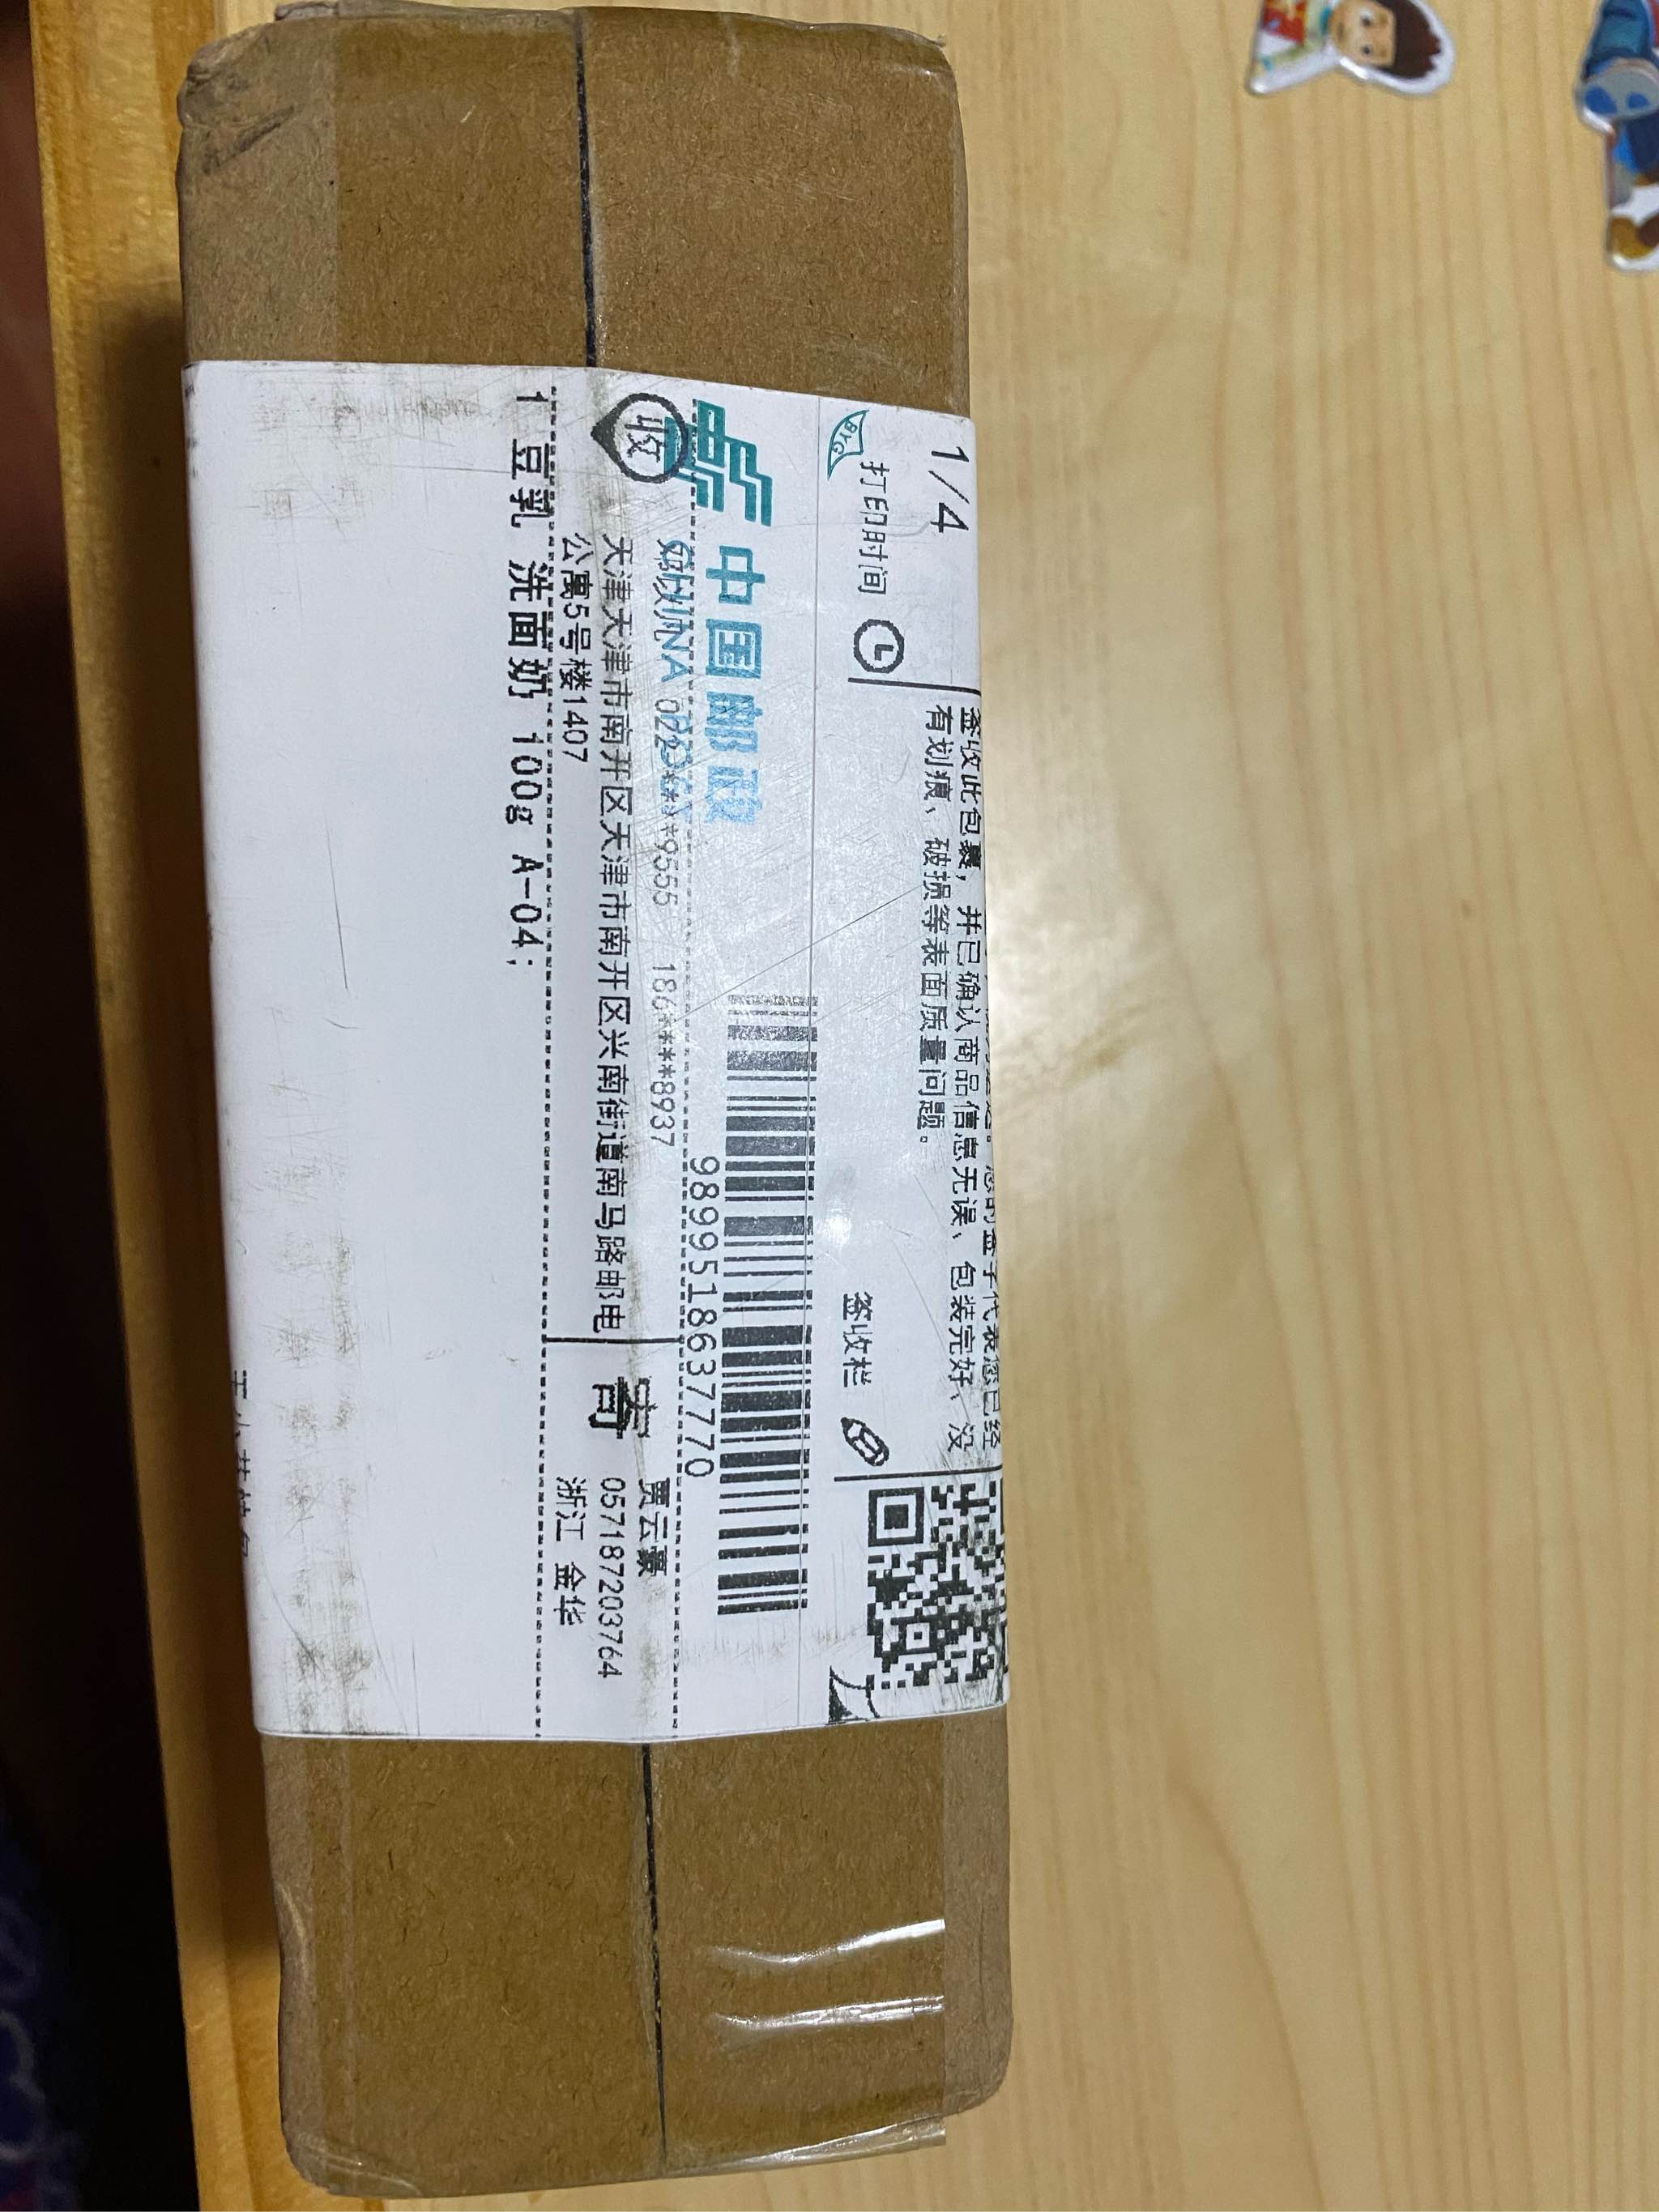 1/4
签收此包裹，并已确认商品信息无误、包装完好、没
有划痕、破损等表面质量问题。
BYQ
打印时间
签收栏
中国邮政
CHINA
9899518637770
收
022****9555 186****8937
天津天津市南开区天津市南开区兴南街道南马路邮电
公寓5号楼1407
寄
贾云
057187203764
浙江 金华
1 豆乳 洗面奶 100g A-04;